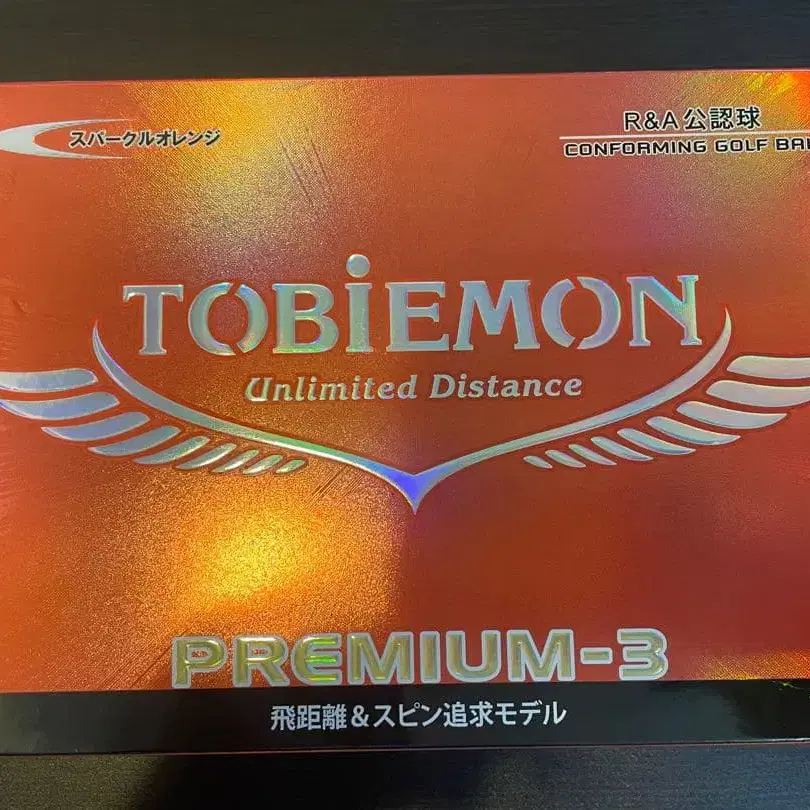 スパークルオレンジ
R&A公認球
CONFORMING GOLF
TOBiEMON
Unlimited Distance
PREMIUM-3
飛距離&スピン追求モデル